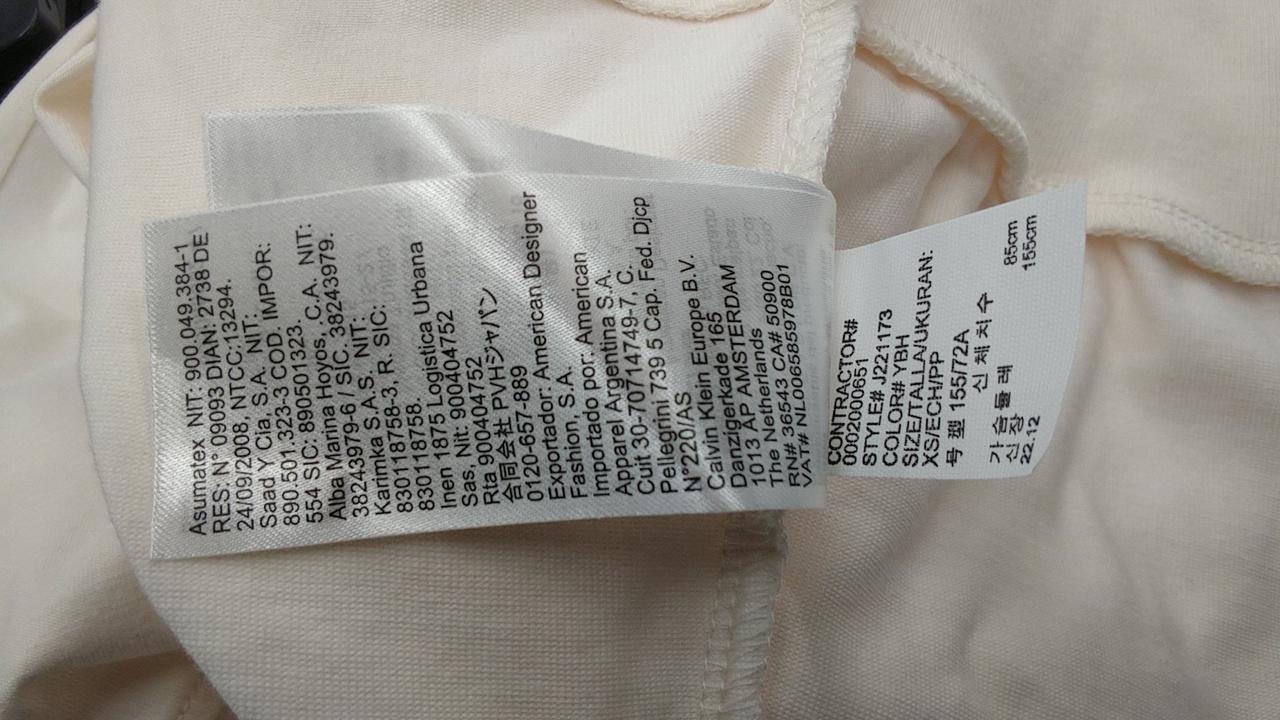 Asumatex NIT: 900.049.384-1
RES N° 09093 DIAN: 2738 DE
24/09/2008, NTCC:13294.
Saad Y Cia. S.A. NIT:
890.501.323-3 COD. IMPOR:
554 SIC: 890501323.
Alba Marina Hoyos, .C.A. NIT:
38243979-6 / SIC. 38243979.
Karimka S.A.S. NIT:
830118758-3, R. SIC:
830118758.
Inen 1875 Logistica Urbana
Sas, Nit: 900404752
Rta 900404752
合同会社 PVHジャパン
0120-657-889
Exportador: American Designer
Fashion, S.A.
Importado por: American
Apparel Argentina S.A.
Cuit 30-70714749-7, C.
Pellegrini 739 5 Cap. Fed. Djcp
N°220/AS
Calvin Klein Europe B.V.
Danzigerkade 165
1013 AP AMSTERDAM
The Netherlands
RN# 36543 CA# 50900
VAT# NL006585978B01
CONTRACTOR#
0002000651
STYLE# J221173
COLOR# YBH
SIZE/TALLA/UKURAN:
XS/ECH/PP
号型 155/72A
신체치수
가슴둘레 85cm
신장 155cm
22.12